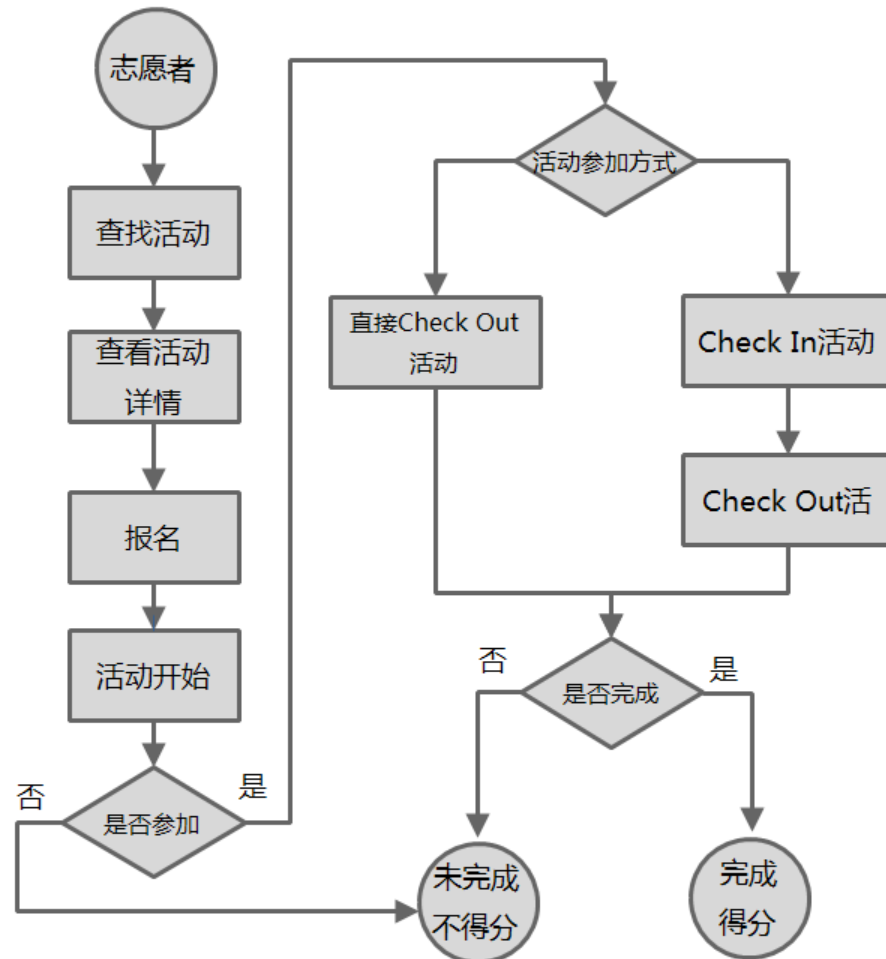 志愿者
查找活动
查看活动
详情
报名
活动开始
是否参加
否
是
活动参加方式
直接Check Out
活动
Check In活动
Check Out活
是否完成
否
是
未完成
不得分
完成
得分